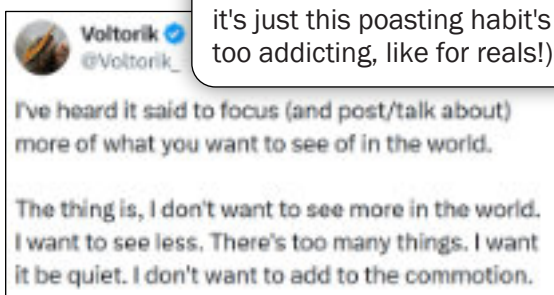 it's just this poasting habit's
too addicting, like for reals!)
Voltorik
@Voltorik_
I've heard it said to focus (and post/talk about)
more of what you want to see of in the world.
The thing is, I don't want to see more in the world.
I want to see less. There's too many things. I want
it be quiet. I don't want to add to the commotion.